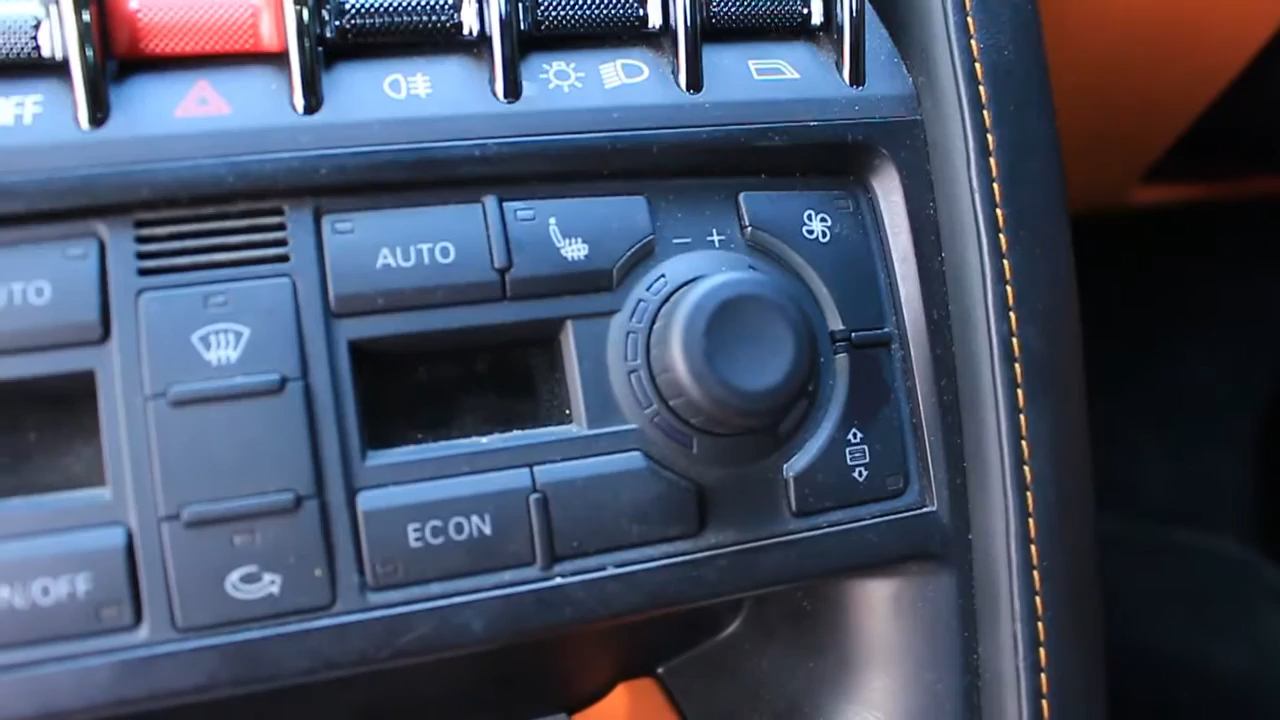 FF
AUTO
- +
UTO
ECON
N/OFF